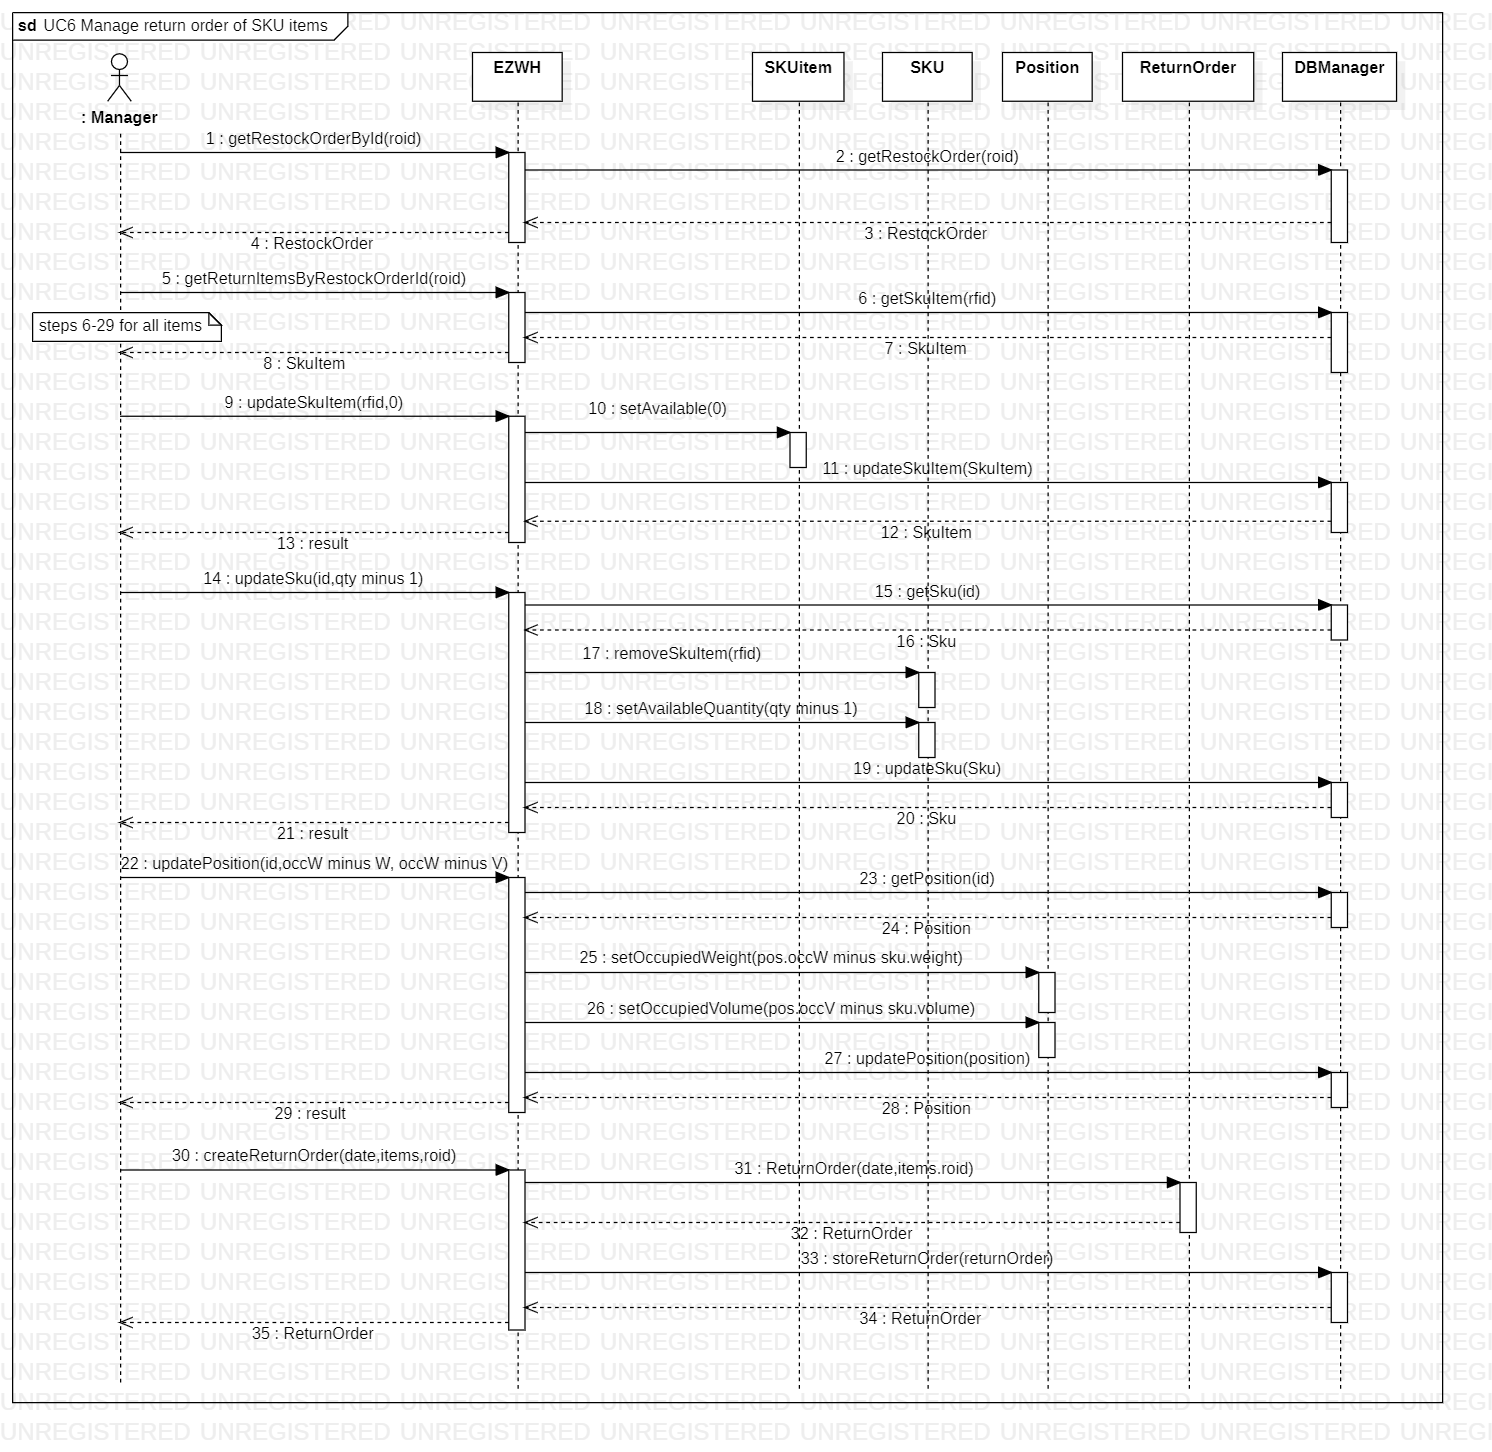 sd UC6 Manage return order of SKU items
: Manager
EZWH
SKUitem
SKU
Position
ReturnOrder
DBManager
1 : getRestockOrderById(roid)
2 : getRestockOrder(roid)
3 : RestockOrder
4 : RestockOrder
5 : getReturnItemsByRestockOrderId(roid)
6 : getSkuItem(rfid)
steps 6-29 for all items
7 : SkuItem
8 : SkuItem
9 : updateSkuItem(rfid,0)
10 : setAvailable(0)
11 : updateSkuItem(SkuItem)
12 : SkuItem
13 : result
14 : updateSku(id,qty minus 1)
15 : getSku(id)
16 : Sku
17 : removeSkuItem(rfid)
18 : setAvailableQuantity(qty minus 1)
19 : updateSku(Sku)
20 : Sku
21 : result
22 : updatePosition(id,occW minus W, occW minus V)
23 : getPosition(id)
24 : Position
25 : setOccupiedWeight(pos.occW minus sku.weight)
26 : setOccupiedVolume(pos.occV minus sku.volume)
27 : updatePosition(position)
28 : Position
29 : result
30 : createReturnOrder(date,items,roid)
31 : ReturnOrder(date,items.roid)
32 : ReturnOrder
33 : storeReturnOrder(returnOrder)
34 : ReturnOrder
35 : ReturnOrder
UNREGISTERED